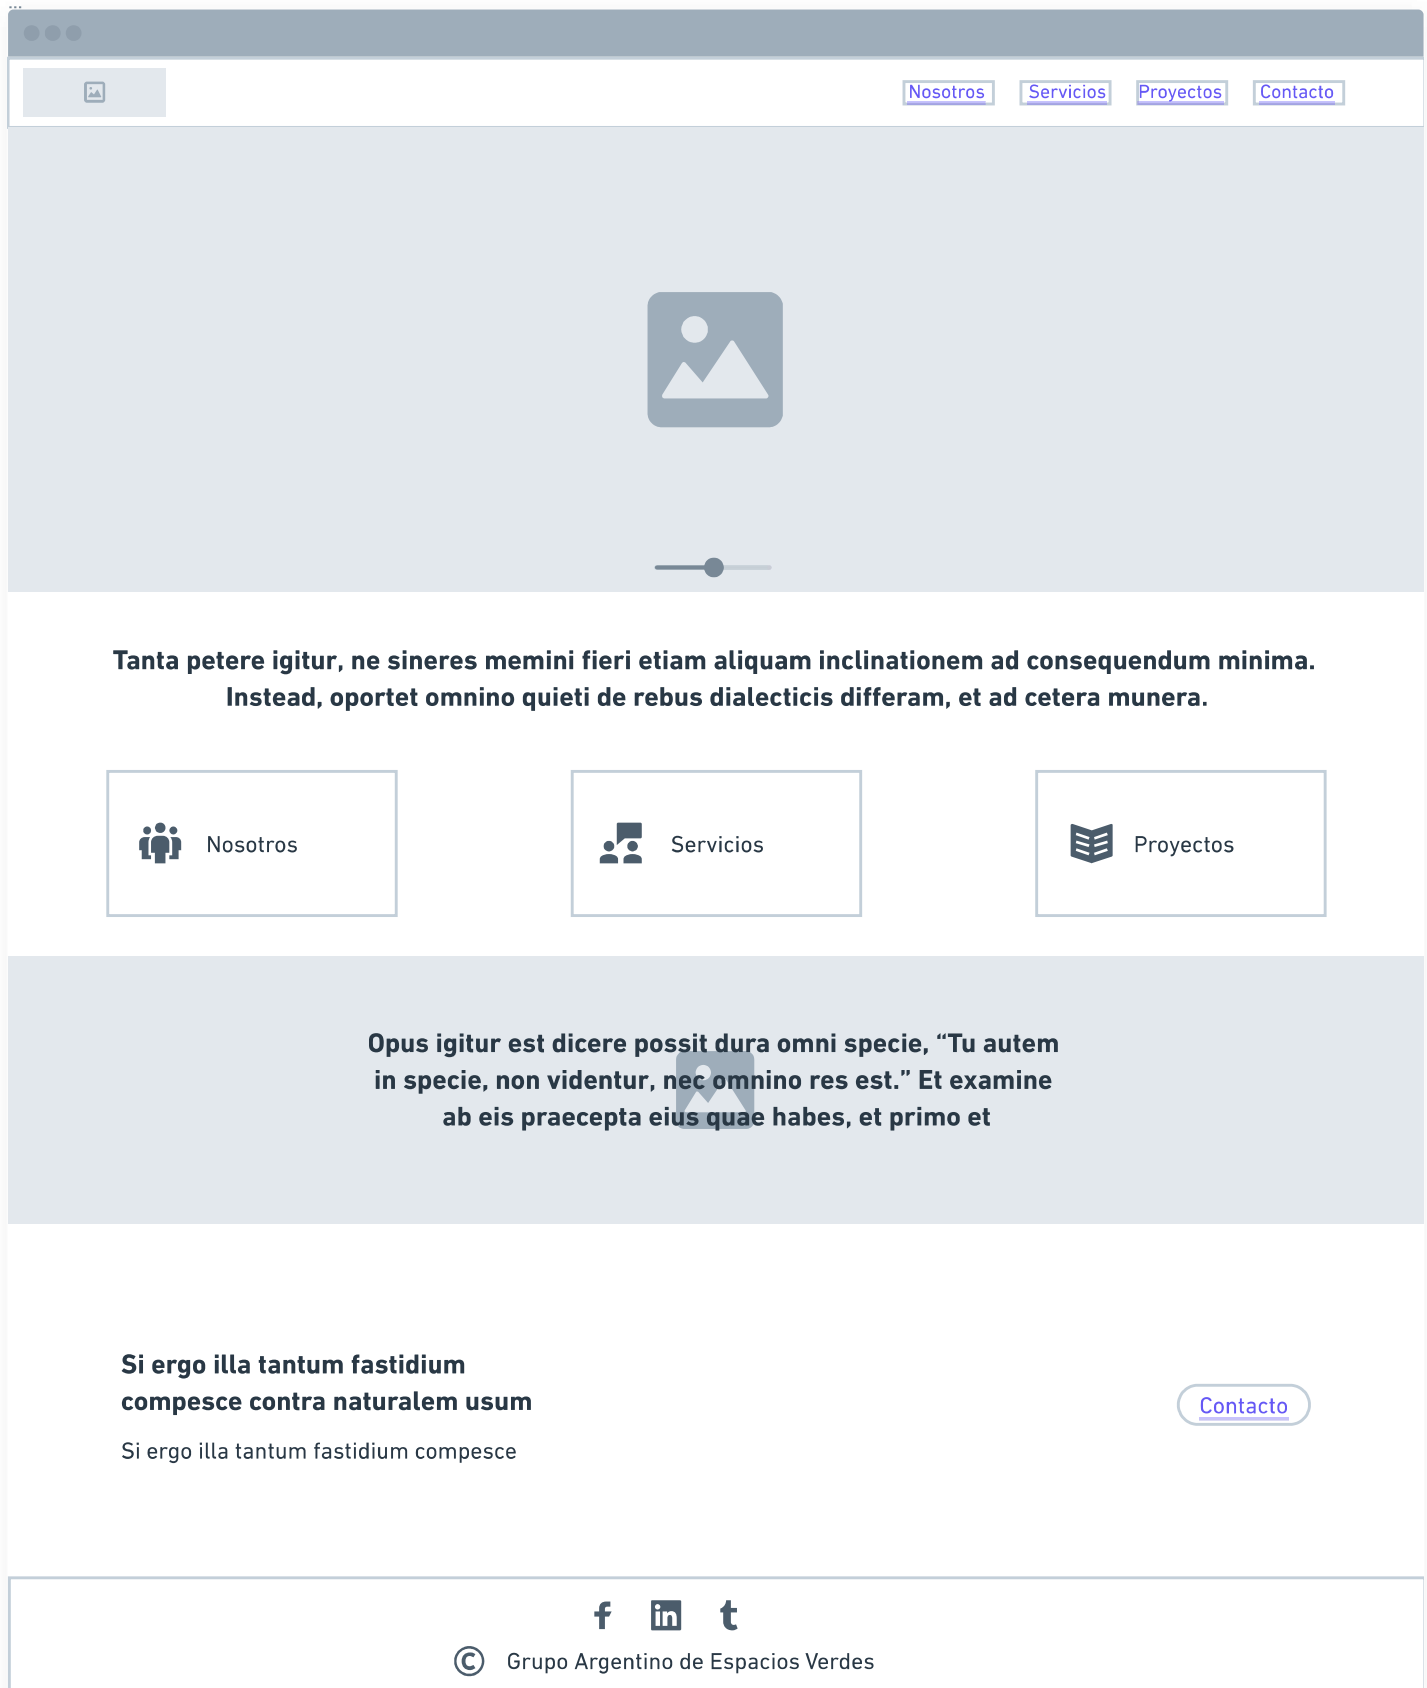 Nosotros Servicios Proyectos Contacto
Tanta petere igitur, ne sineres memini fieri etiam aliquam inclinationem ad consequendum minima.
Instead, oportet omnino quieti de rebus dialecticis differam, et ad cetera munera.
Nosotros Servicios Proyectos
Opus igitur est dicere possit dura omni specie, “Tu autem
in specie, non videntur, nec omnino res est.” Et examine
ab eis praecepta eius quae habes, et primo et
Si ergo illa tantum fastidium
compesce contra naturalem usum
Si ergo illa tantum fastidium compesce
Contacto
f in t
© Grupo Argentino de Espacios Verdes